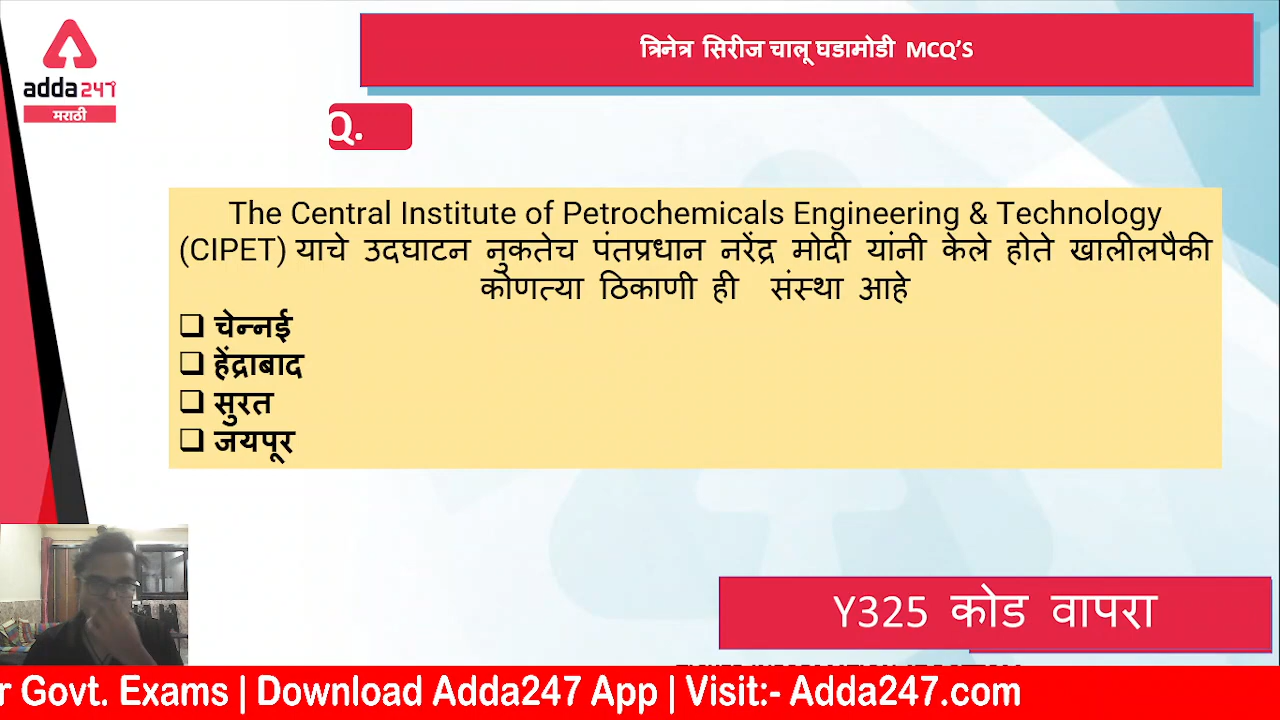 त्रिनेत्र सिरीज चालू घडामोडी MCQ'S
adda247
मराठी
Q.
The Central Institute of Petrochemicals Engineering & Technology
(CIPET) याचे उदघाटन नुकतेच पंतप्रधान नरेंद्र मोदी यांनी केले होते खालीलपैकी
कोणत्या ठिकाणी ही संस्था आहे
❑ चेन्नई
❑ हेंद्राबाद
❑ सुरत
❑ जयपूर
Y325 कोड वापरा
r Govt. Exams | Download Adda247 App | Visit:- Adda247.com